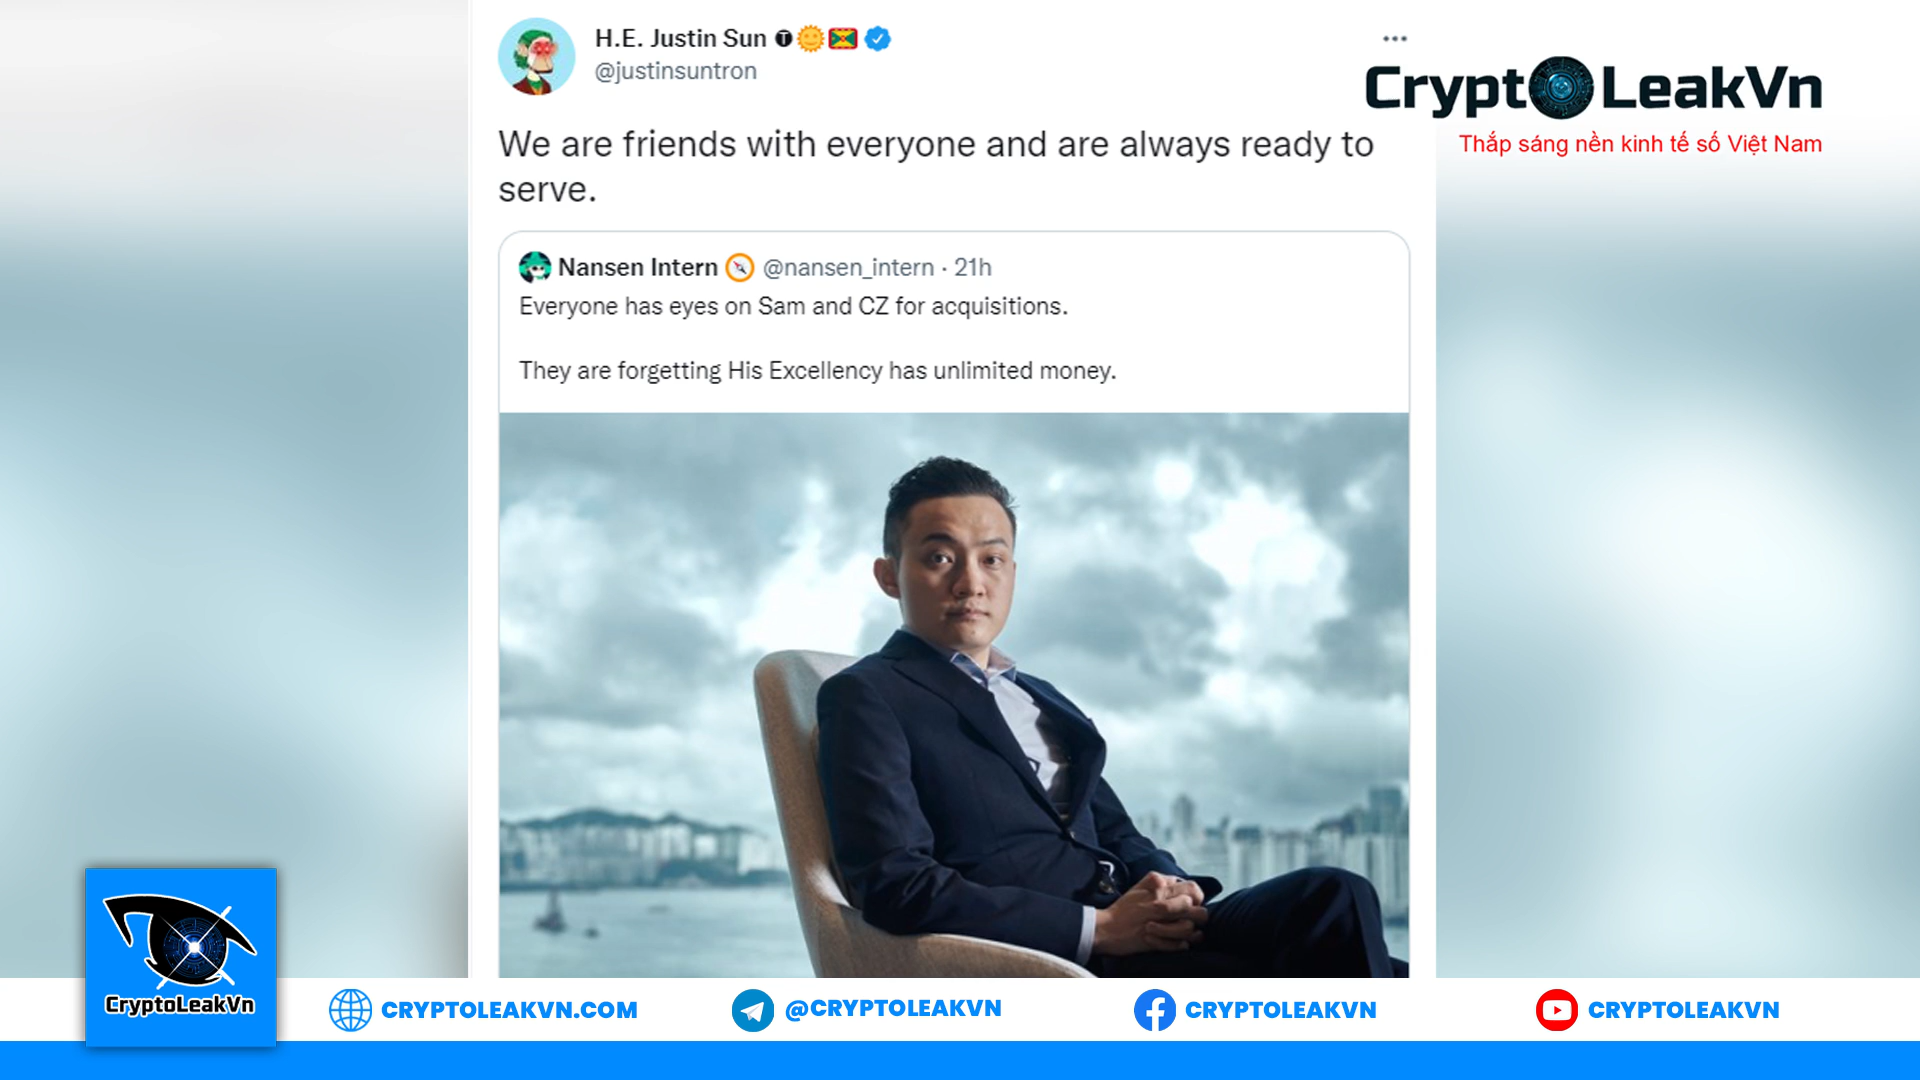 H.E. Justin Sun
@justinsuntron
CryptoLeakVn
Thắp sáng nền kinh tế số Việt Nam
We are friends with everyone and are always ready to
serve.
Nansen Intern @nansen_intern · 21h
Everyone has eyes on Sam and CZ for acquisitions.
They are forgetting His Excellency has unlimited money.
CryptoLeakVn
CRYPTOLEAKVN.COM
@CRYPTOLEAKVN
CRYPTOLEAKVN
CRYPTOLEAKVN